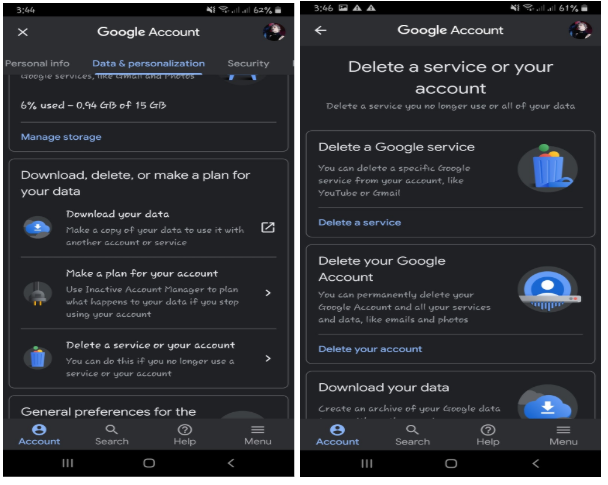 3:44
62%
Google Account
Personal info
Data & personalization
Security
Google services, like Gmail and Photos
6% used – 0.94 GB of 15 GB
Manage storage
Download, delete, or make a plan for
your data
Download your data
Make a copy of your data to use it with
another account or service
Make a plan for your account
Use Inactive Account Manager to plan
what happens to your data if you stop
using your account
Delete a service or your account
You can do this if you no longer use a
service or your account
General preferences for the
Account
Search
Help
Menu
3:46
61%
Google Account
Delete a service or your
account
Delete a service you no longer use or all of your data
Delete a Google service
You can delete a specific Google
service from your account, like
YouTube or Gmail
Delete a service
Delete your Google
Account
You can permanently delete your
Google Account and all your services
and data, like emails and photos
Delete your account
Download your data
Create an archive of your Google data
Account
Search
Help
Menu